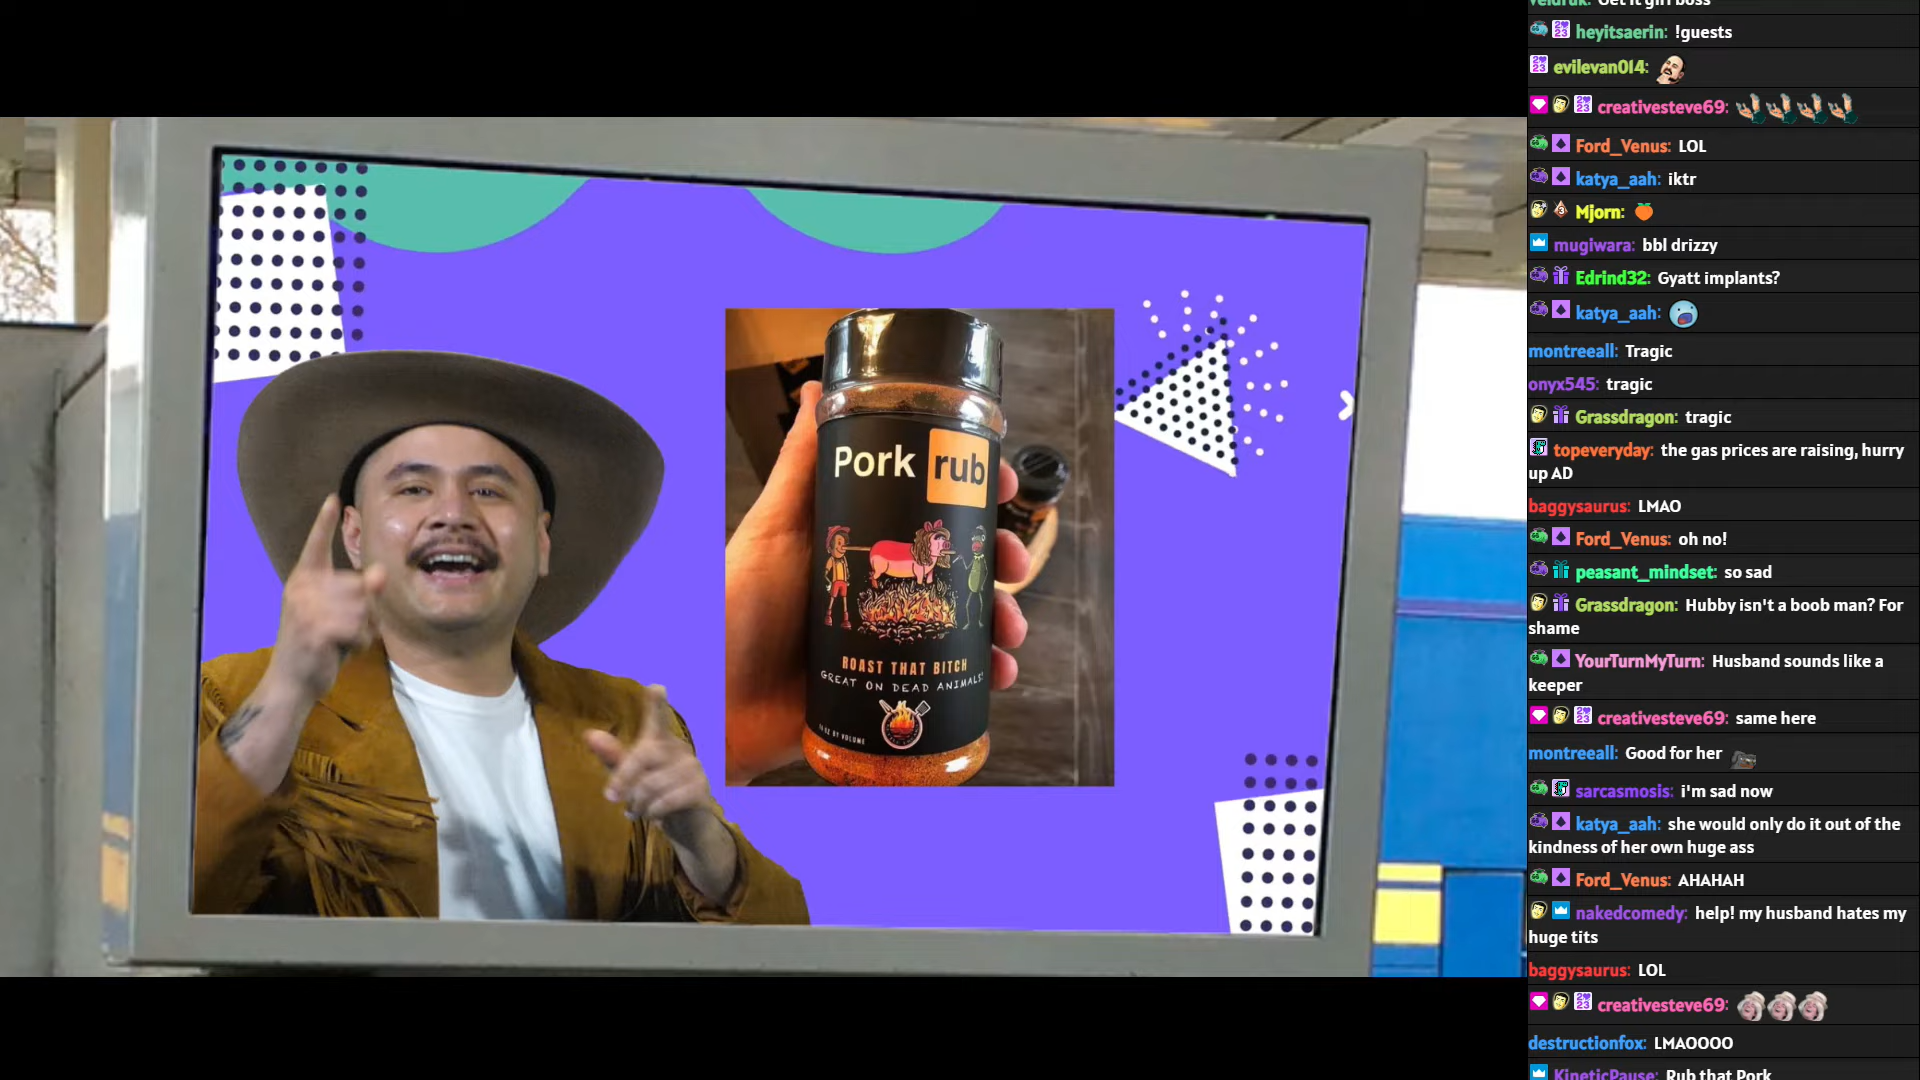 Pork rub
ROAST THAT BITCH
GREAT ON DEAD ANIMALS!
veldruk: Get it girl boss
heyitsaerin: !guests
evilevan014:
creativesteve69:
Ford_Venus: LOL
katya_aah: iktr
Mjorn:
mugiwara: bbl drizzy
Edrind32: Gyatt implants?
katya_aah:
montreeall: Tragic
onyx545: tragic
Grassdragon: tragic
topeveryday: the gas prices are raising, hurry
up AD
baggysaurus: LMAO
Ford_Venus: oh no!
peasant_mindset: so sad
Grassdragon: Hubby isn't a boob man? For
shame
YourTurnMyTurn: Husband sounds like a
keeper
creativesteve69: same here
montreeall: Good for her
sarcasmosis: i'm sad now
katya_aah: she would only do it out of the
kindness of her own huge ass
Ford_Venus: AHAHAH
nakedcomedy: help! my husband hates my
huge tits
baggysaurus: LOL
creativesteve69:
destructionfox: LMAOOOO
KineticPause: Rub that Pork